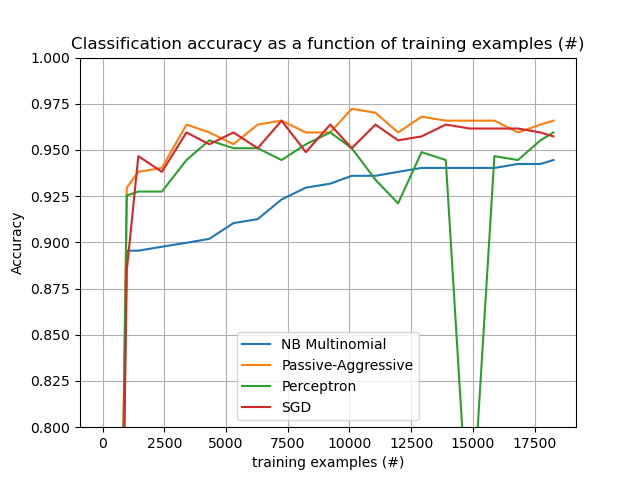 Classification accuracy as a function of training examples (#)
1.000
0.975
0.950
0.925
0.900
0.875
0.850
0.825
0.800
Accuracy
NB Multinomial
Passive-Aggressive
Perceptron
SGD
0 2500 5000 7500 10000 12500 15000 17500
training examples (#)